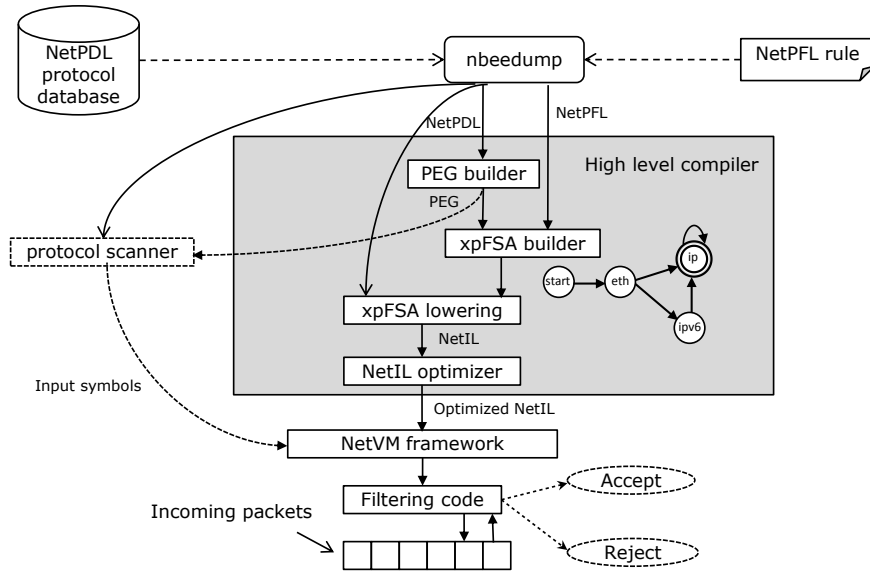 NetPDL
protocol
database
nbeedump
NetPFL rule
NetPDL
NetPFL
High level compiler
PEG builder
PEG
protocol scanner
xpFSA builder
ip
start
eth
ipv6
xpFSA lowering
NetIL
NetIL optimizer
Input symbols
Optimized NetIL
NetVM framework
Filtering code
Accept
Incoming packets
Reject